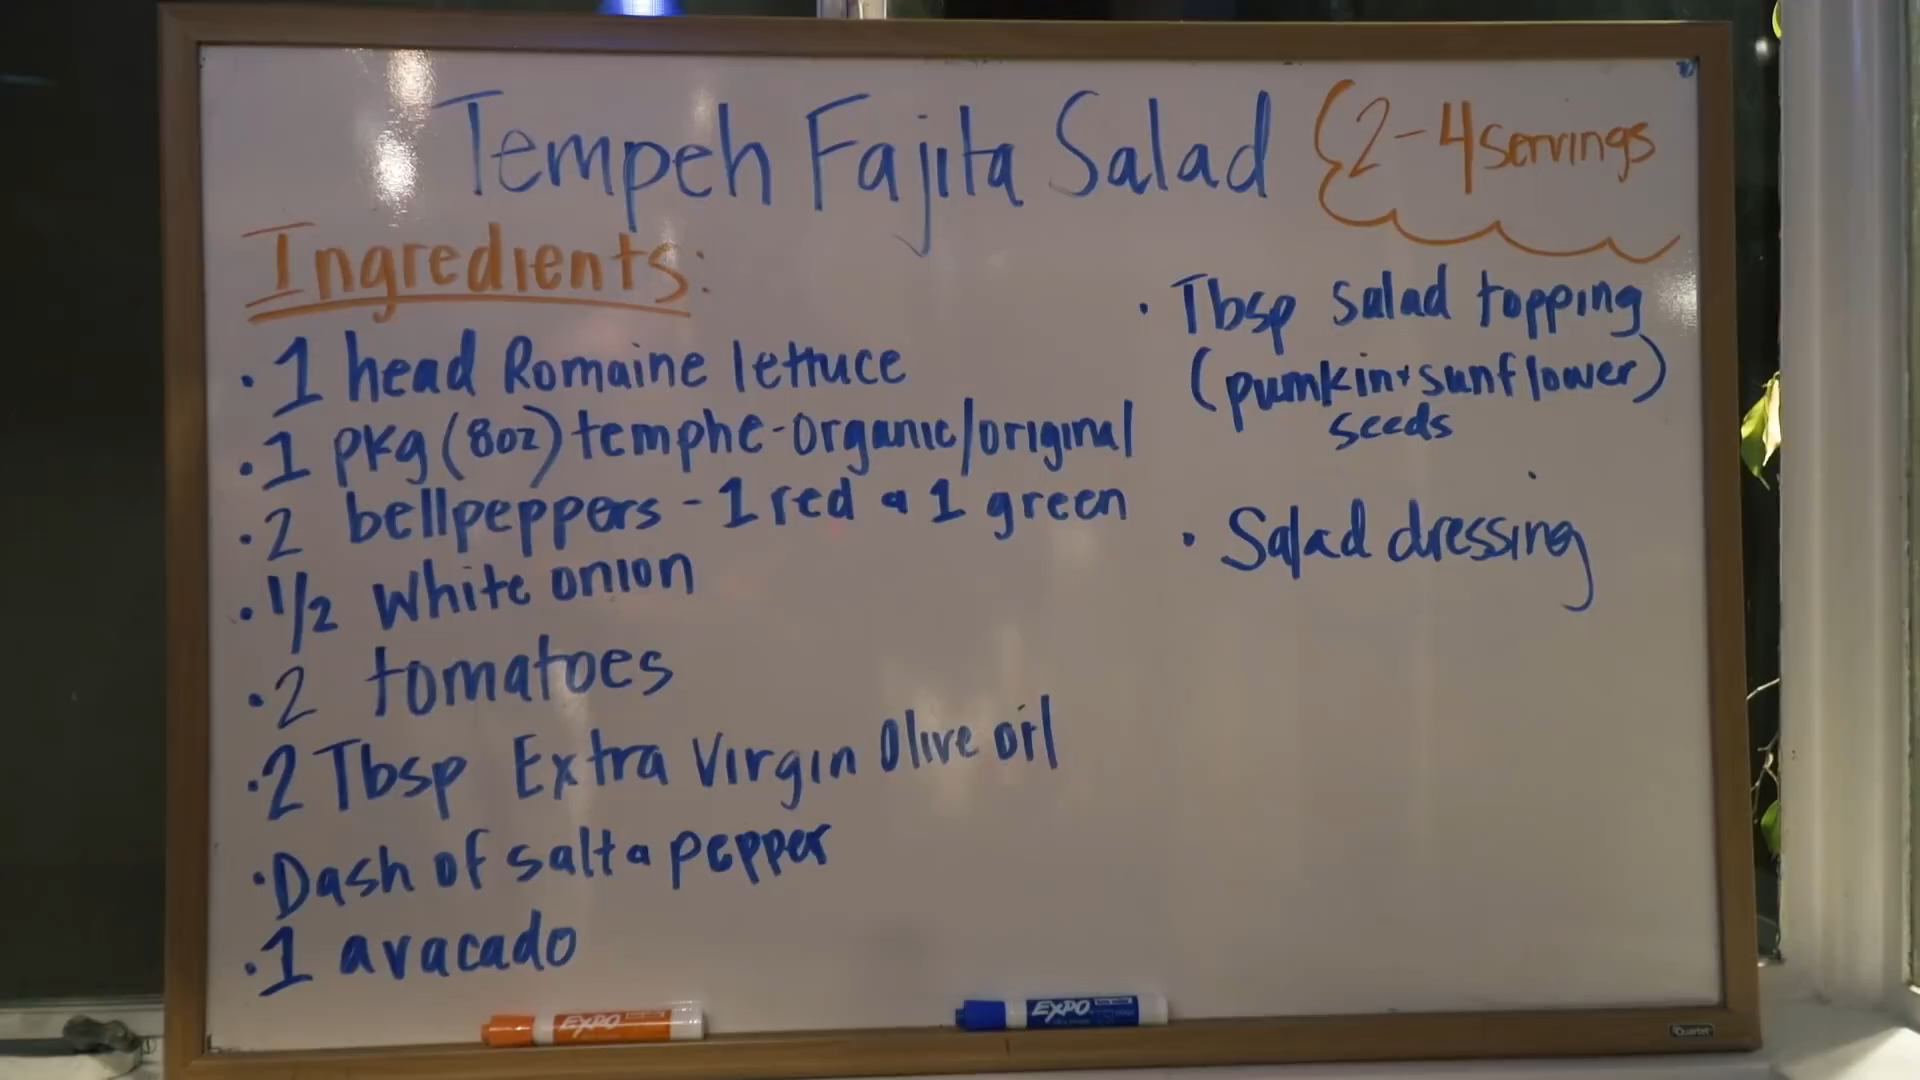 Tempeh Fajita Salad {2-4 servings
Ingredients:
· 1 head Romaine lettuce
· 1 pkg (8oz) temphe-organic/original
· 2 bellpeppers - 1 red & 1 green
· 1/2 White onion
· 2 tomatoes
· 2 Tbsp Extra Virgin Olive oil
· Dash of salt & pepper
· 1 avacado
· Tbsp salad topping
(pumkin+sunflower)
seeds
· Salad dressing
EXPO
EXPO
Quartet